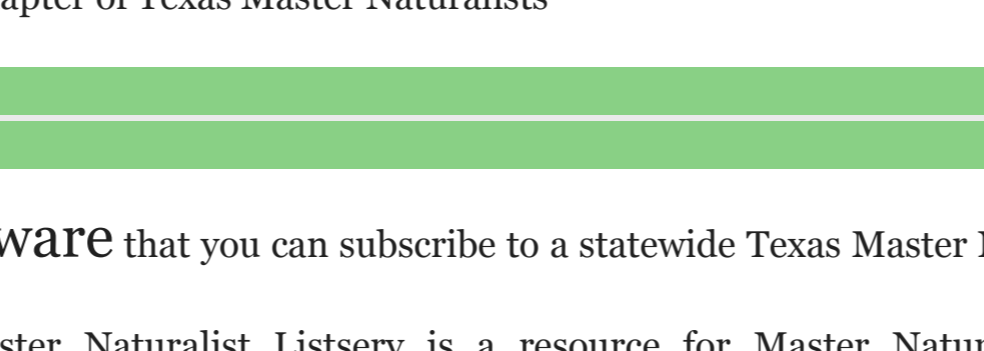 apter of Texas Master Naturalists
ware that you can subscribe to a statewide Texas Master
ster Naturalist Listserv is a resource for Master Natur